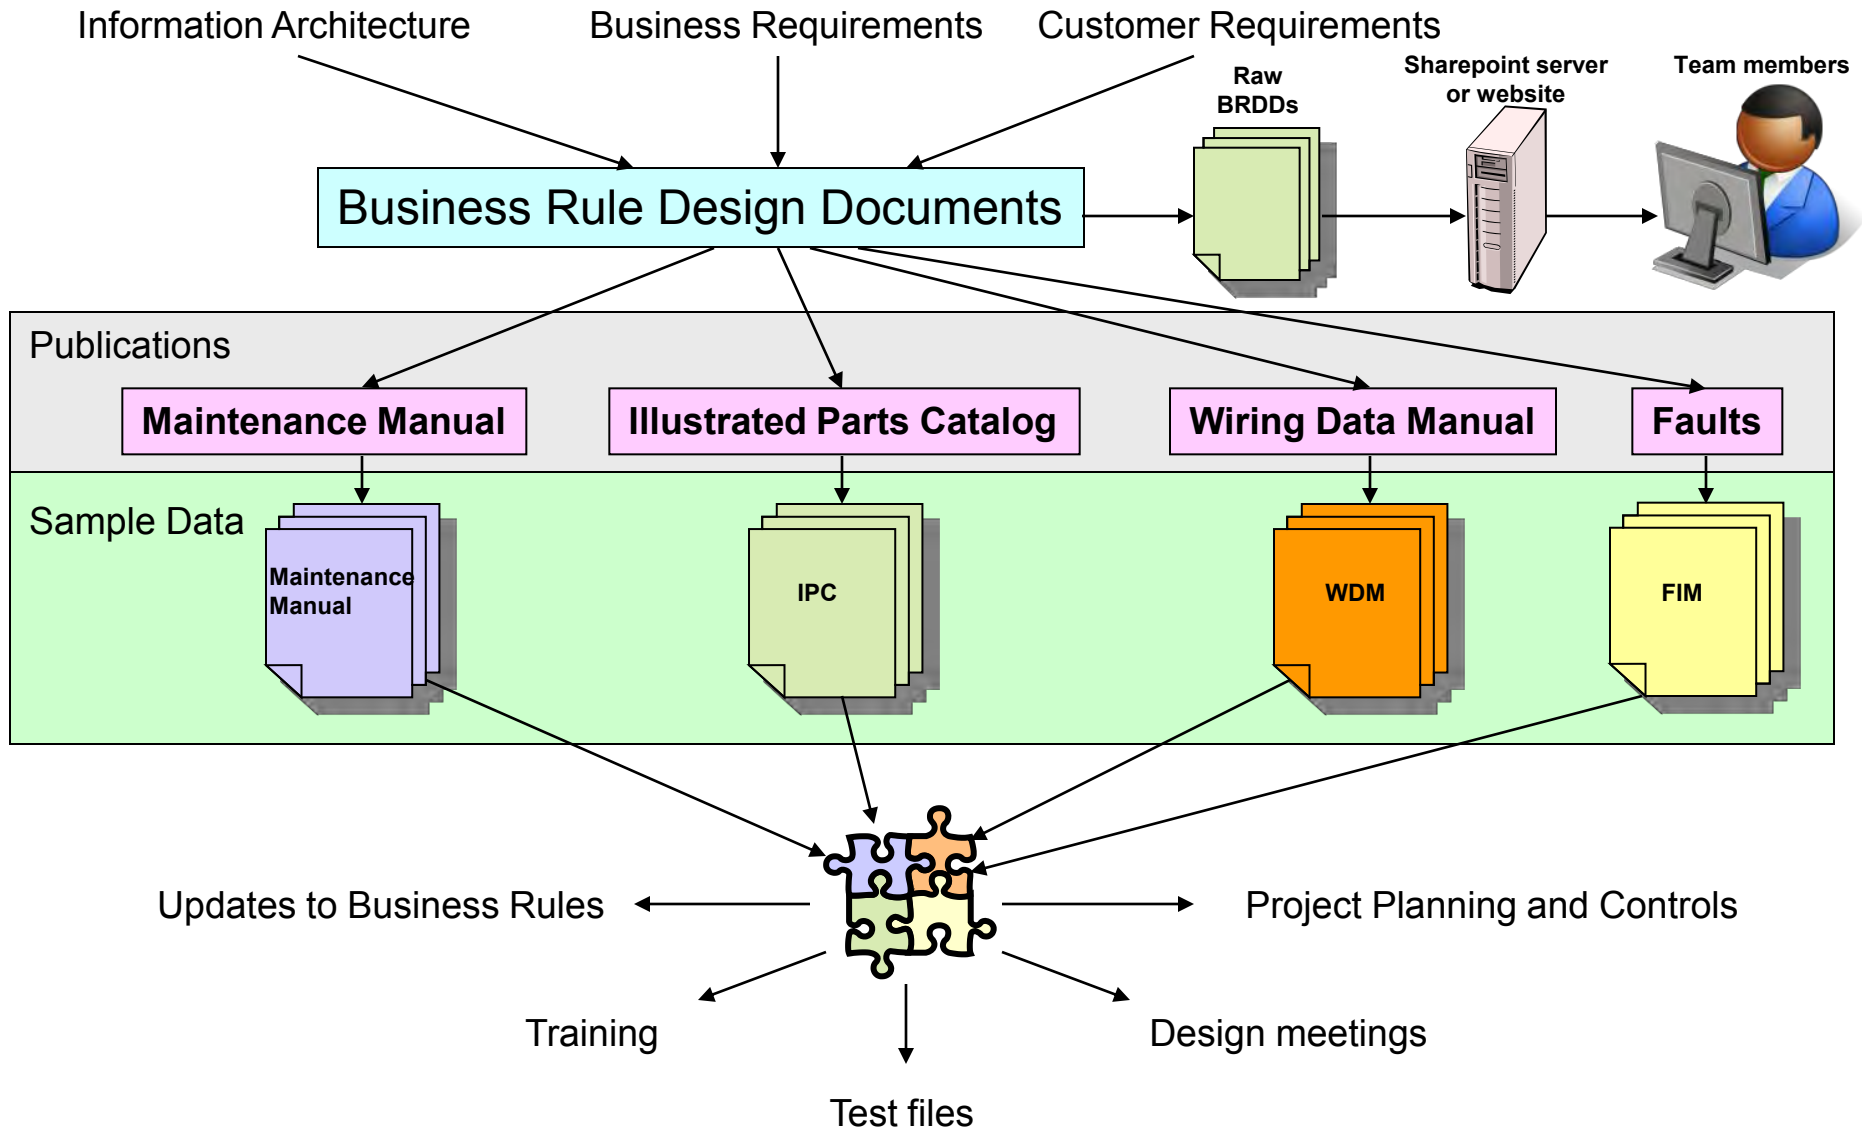 Information Architecture
Business Requirements
Customer Requirements
Raw
BRDDs
Sharepoint server
or website
Team members
Business Rule Design Documents
Publications
Maintenance Manual
Illustrated Parts Catalog
Wiring Data Manual
Faults
Sample Data
Maintenance
Manual
IPC
WDM
FIM
Updates to Business Rules
Project Planning and Controls
Training
Design meetings
Test files